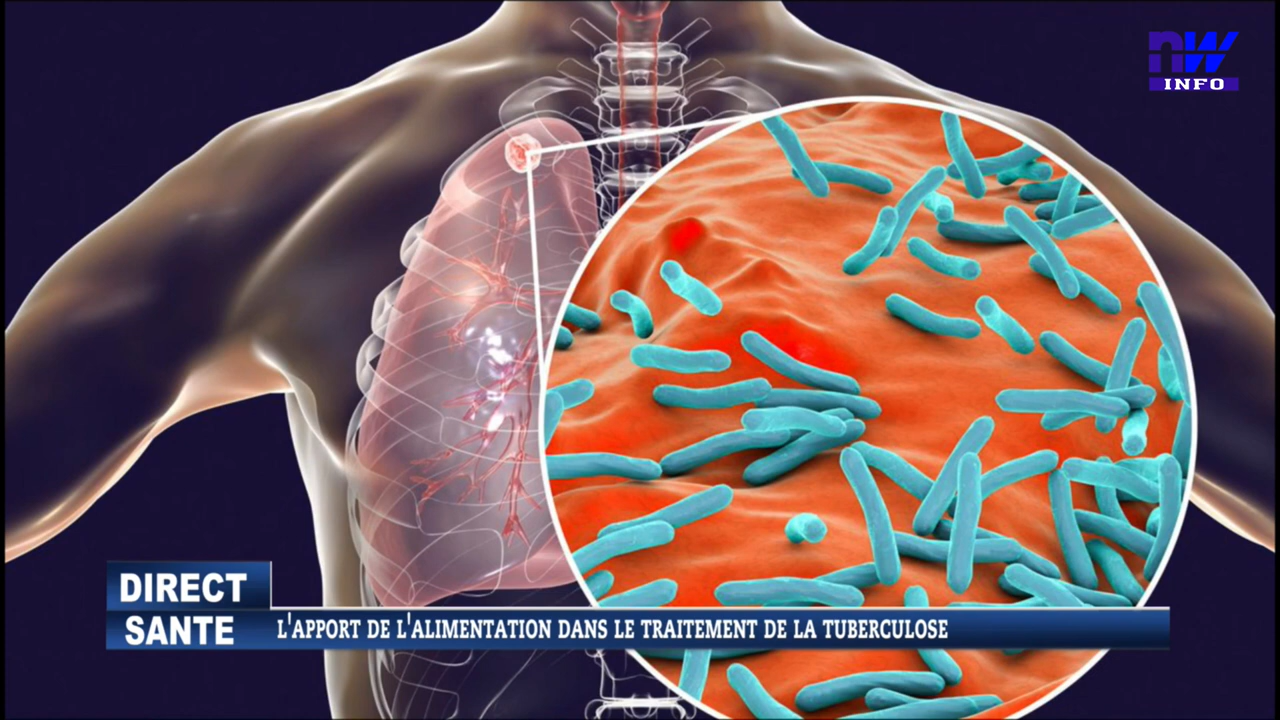 nw
INFO
DIRECT
SANTE
L'APPORT DE L'ALIMENTATION DANS LE TRAITEMENT DE LA TUBERCULOSE